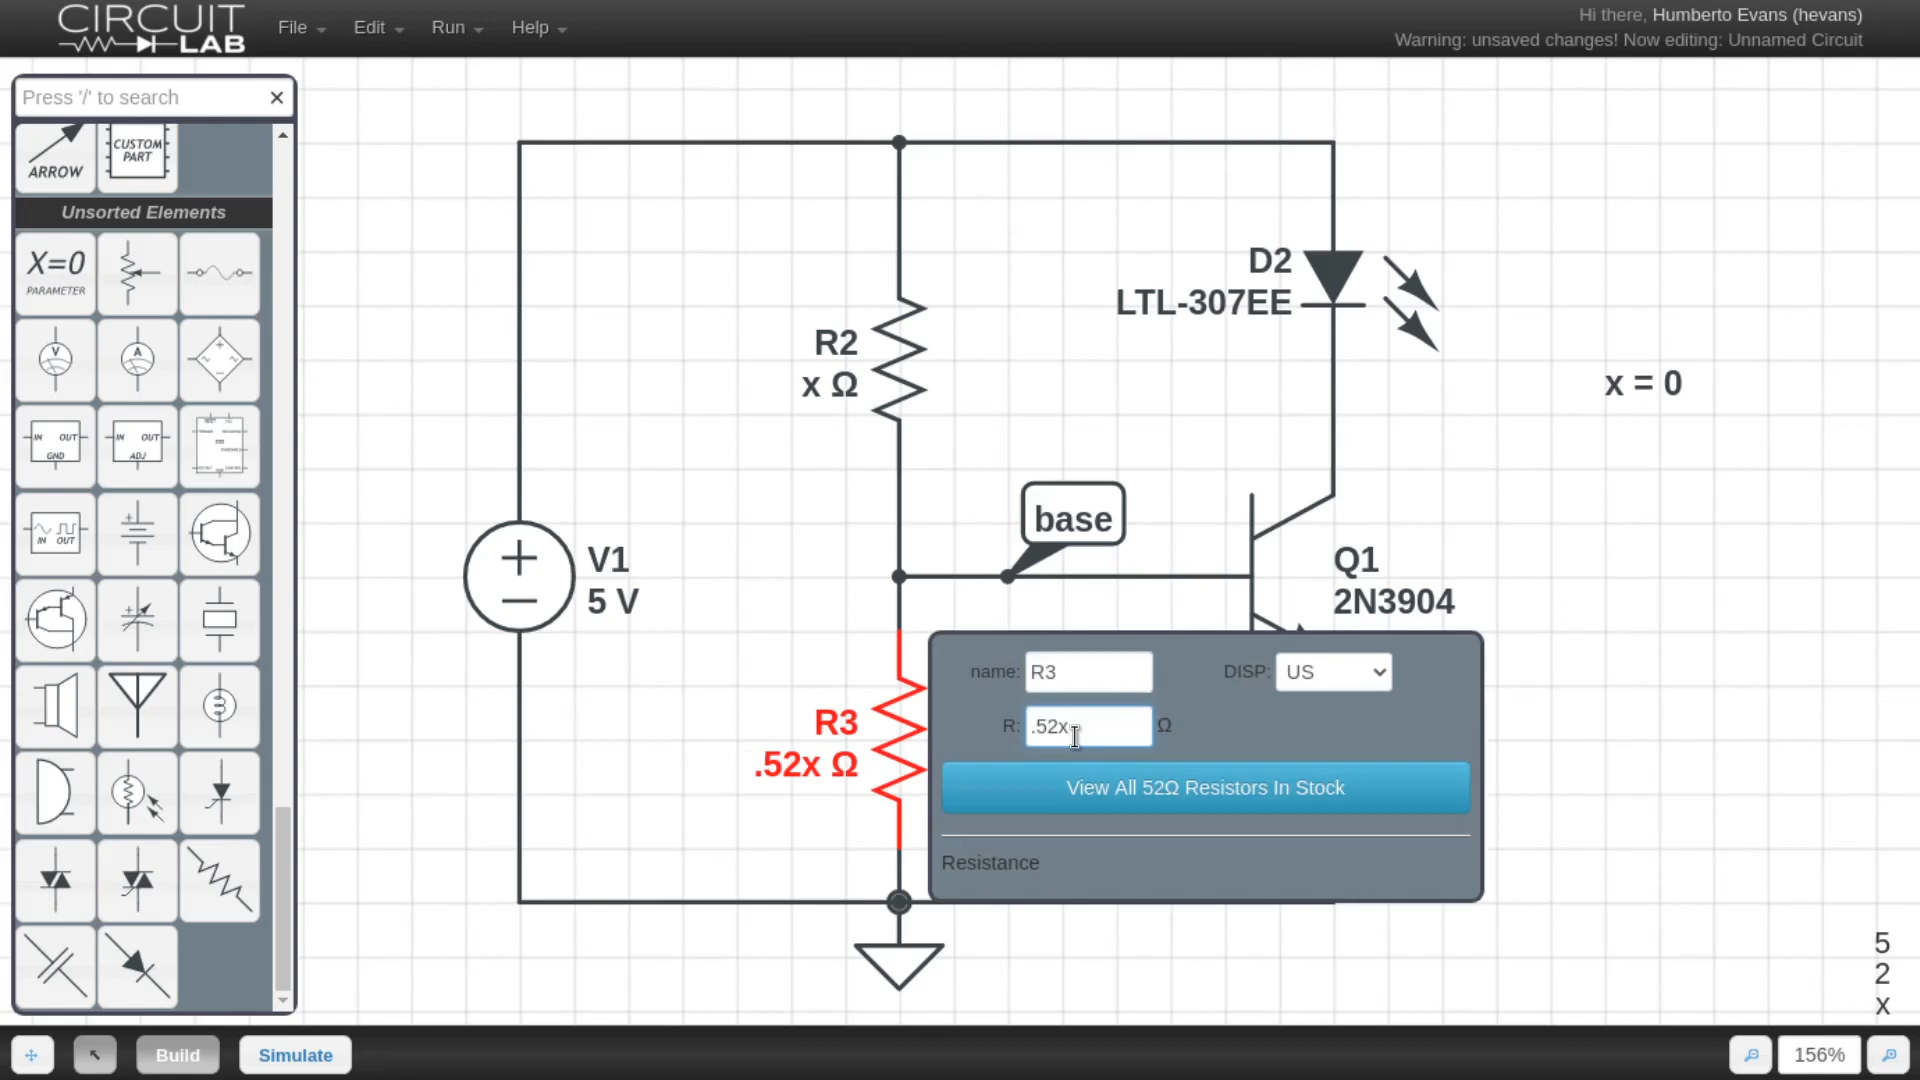 CIRCUIT
LAB
File
Edit
Run
Help
Hi there, Humberto Evans (hevans)
Warning: unsaved changes! Now editing: Unnamed Circuit
Press '/' to search
ARROW
CUSTOM
PART
Unsorted Elements
X=0
PARAMETER
V
A
IN OUT
GND
IN OUT
ADJ
IN OUT
R2
x Ω
D2
LTL-307EE
x = 0
base
V1
5 V
Q1
2N3904
R3
.52x Ω
name: R3
DISP: US
R: .52x Ω
View All 52Ω Resistors In Stock
Resistance
5
2
x
Build
Simulate
156%